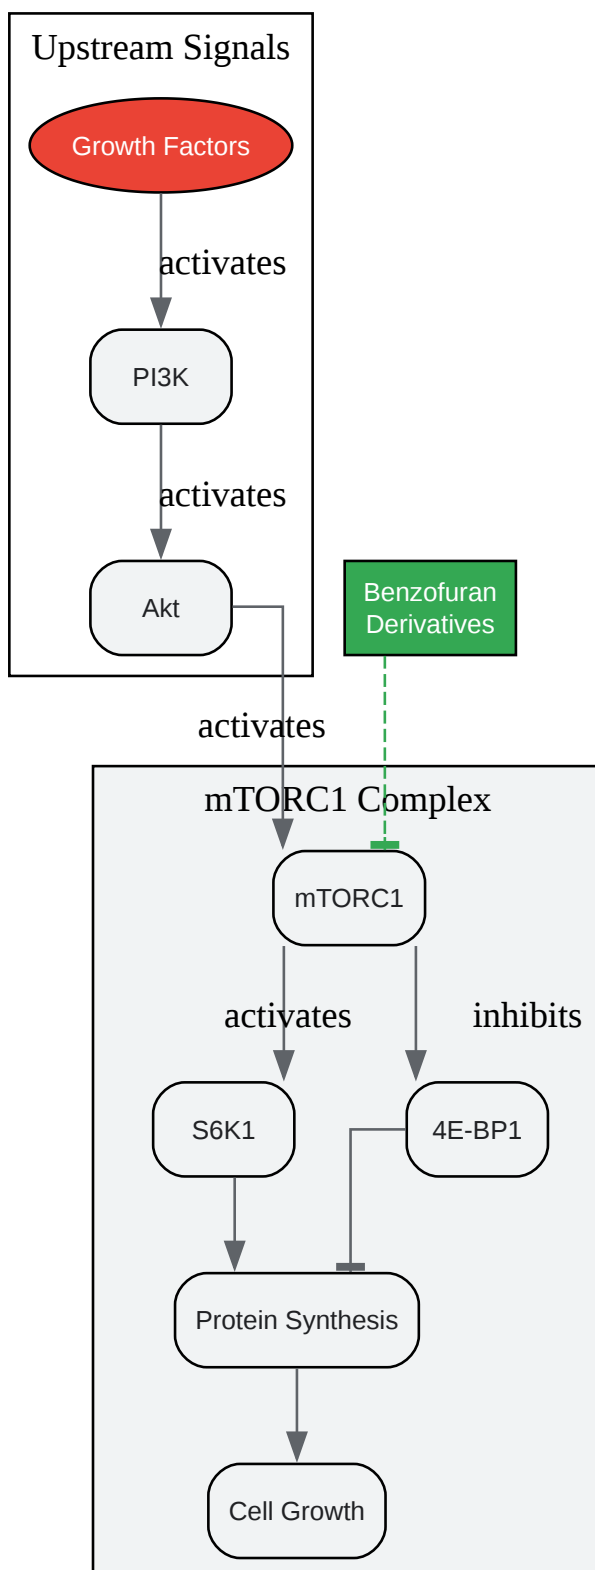 Upstream Signals
Growth Factors
activates
PI3K
activates
Akt
Benzofuran
Derivatives
activates
mTORC1 Complex
mTORC1
activates
inhibits
S6K1
4E-BP1
Protein Synthesis
Cell Growth